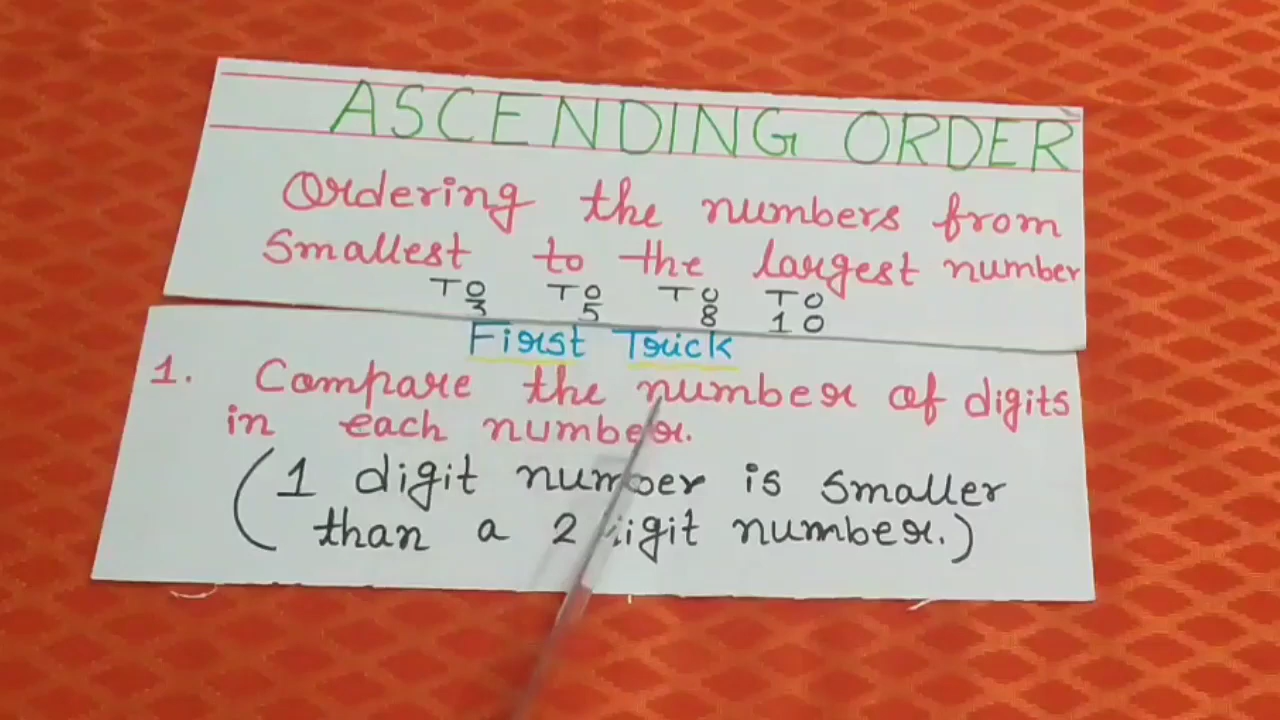 ASCENDING ORDER
Ordering the numbers from
Smallest to the largest number
T O T O T O T O
3 5 8 1 0
First Trick
1. Compare the number of digits
in each number.
(1 digit number is smaller
than a 2 digit number.)